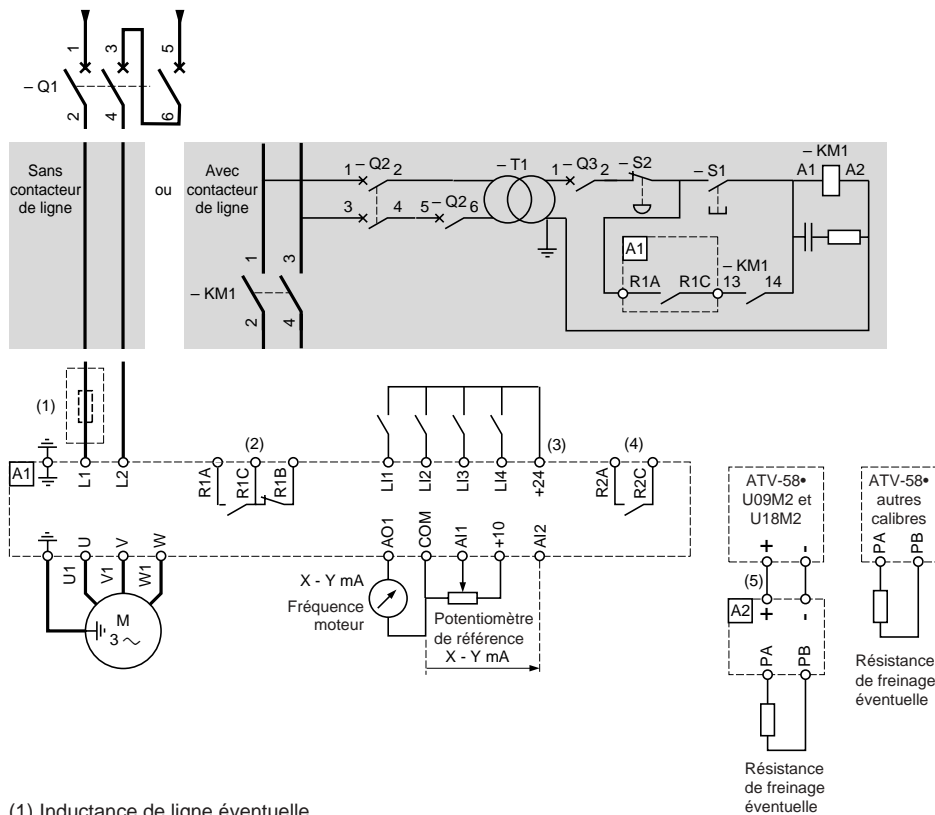 1 3 5
– Q1
2 4 6
Sans
contacteur
de ligne
ou
Avec
contacteur
de ligne
1 – Q2 2
3 4 5 – Q2 6
– T1
1 – Q3 2
– S2
– S1
– KM1
A1 A2
A1
R1A R1C
– KM1
13 14
1 3
– KM1
2 4
(1)
A1
L1 L2
(2)
R1A R1C R1B
(3)
LI1 LI2 LI3 LI4 +24
(4)
R2A R2C
U V W
U1 V1 W1
M
3
AO1 COM AI1 +10 AI2
X - Y mA
Fréquence
moteur
Potentiomètre
de référence
X - Y mA
ATV-58•
U09M2 et
U18M2
+ -
(5)
A2
+ -
PA PB
Résistance
de freinage
éventuelle
ATV-58•
autres
calibres
PA PB
Résistance
de freinage
éventuelle
(1) Inductance de ligne éventuelle